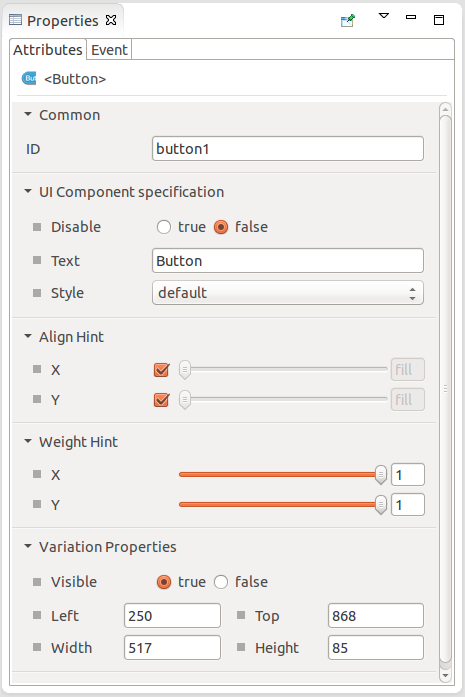 Properties
Attributes Event
But <Button>
Common
ID button1
UI Component specification
Disable true false
Text Button
Style default
Align Hint
X fill
Y fill
Weight Hint
X 1
Y 1
Variation Properties
Visible true false
Left 250 Top 868
Width 517 Height 85